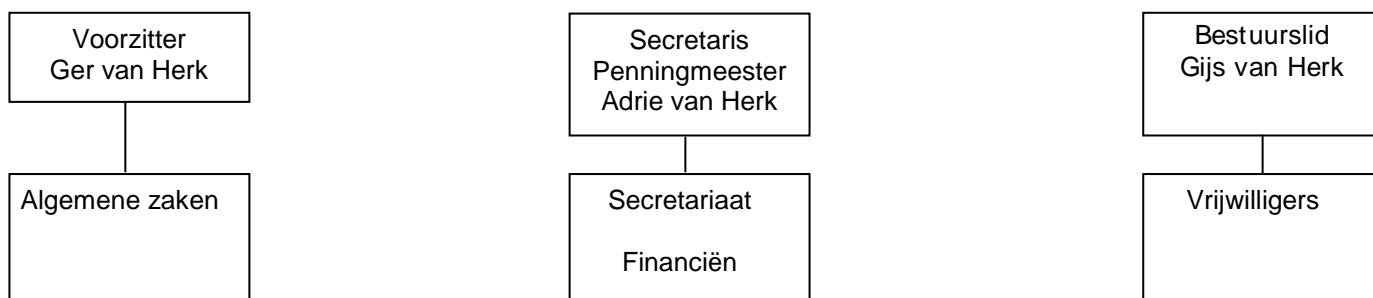 Voorzitter
Ger van Herk
Algemene zaken
Secretaris
Penningmeester
Adrie van Herk
Secretariaat
Financiën
Bestuurslid
Gijs van Herk
Vrijwilligers